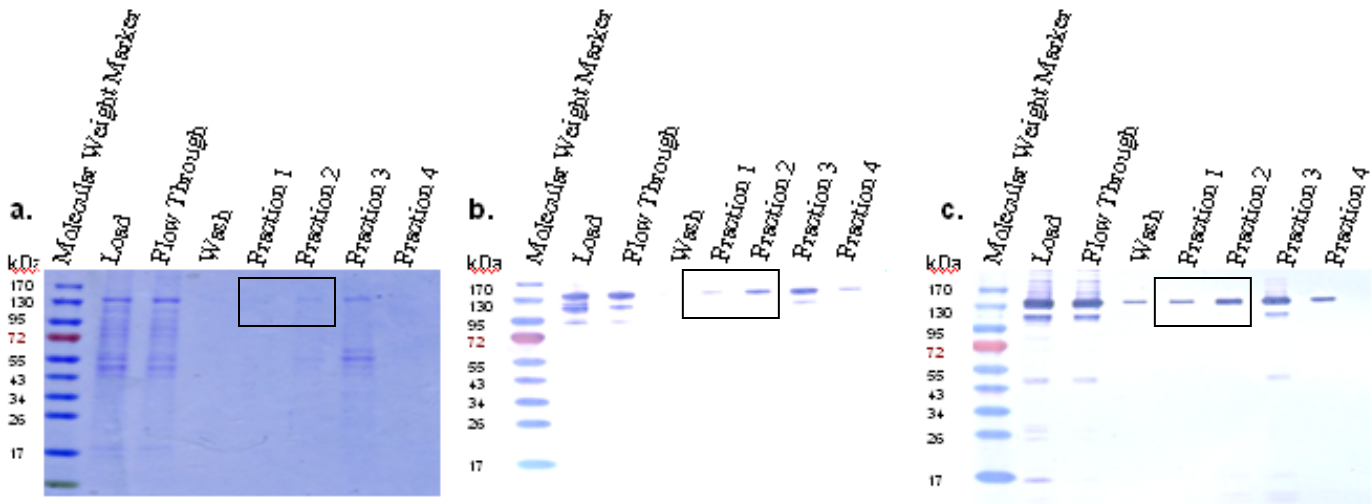 a.
Molecular Weight Marker
Load
Flow Through
Wash
Fraction 1
Fraction 2
Fraction 3
Fraction 4
kDa
170
130
95
72
55
43
34
26
17
b.
Molecular Weight Marker
Load
Flow Through
Wash
Fraction 1
Fraction 2
Fraction 3
Fraction 4
kDa
170
130
95
72
55
43
34
26
17
c.
Molecular Weight Marker
Load
Flow Through
Wash
Fraction 1
Fraction 2
Fraction 3
Fraction 4
kDa
170
130
95
72
55
43
34
26
17